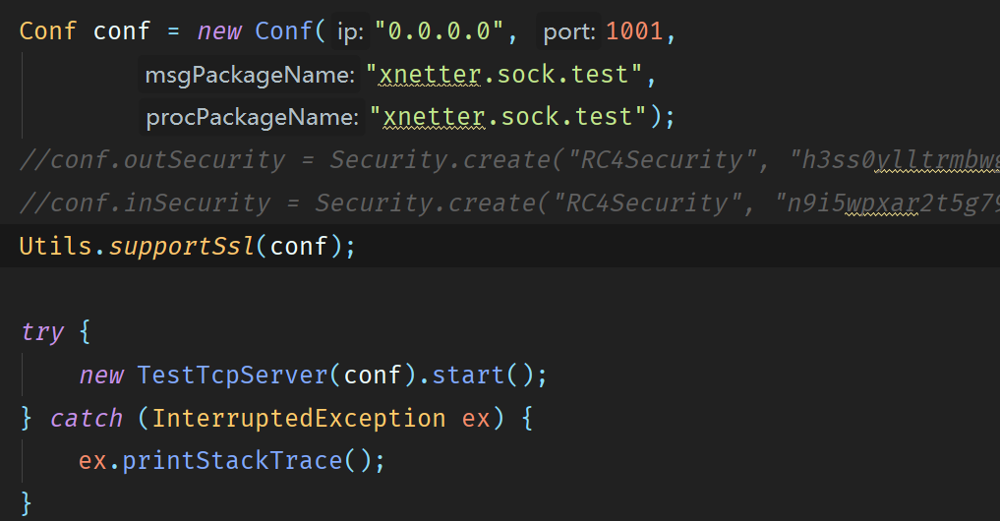 Conf conf = new Conf( ip: "0.0.0.0", port: 1001,
msgPackageName: "xnetter.sock.test",
procPackageName: "xnetter.sock.test");
//conf.outSecurity = Security.create("RC4Security", "h3ss0ylltrmbwg
//conf.inSecurity = Security.create("RC4Security", "n9i5wpxar2t5g79
Utils.supportSsl(conf);
try {
new TestTcpServer(conf).start();
} catch (InterruptedException ex) {
ex.printStackTrace();
}